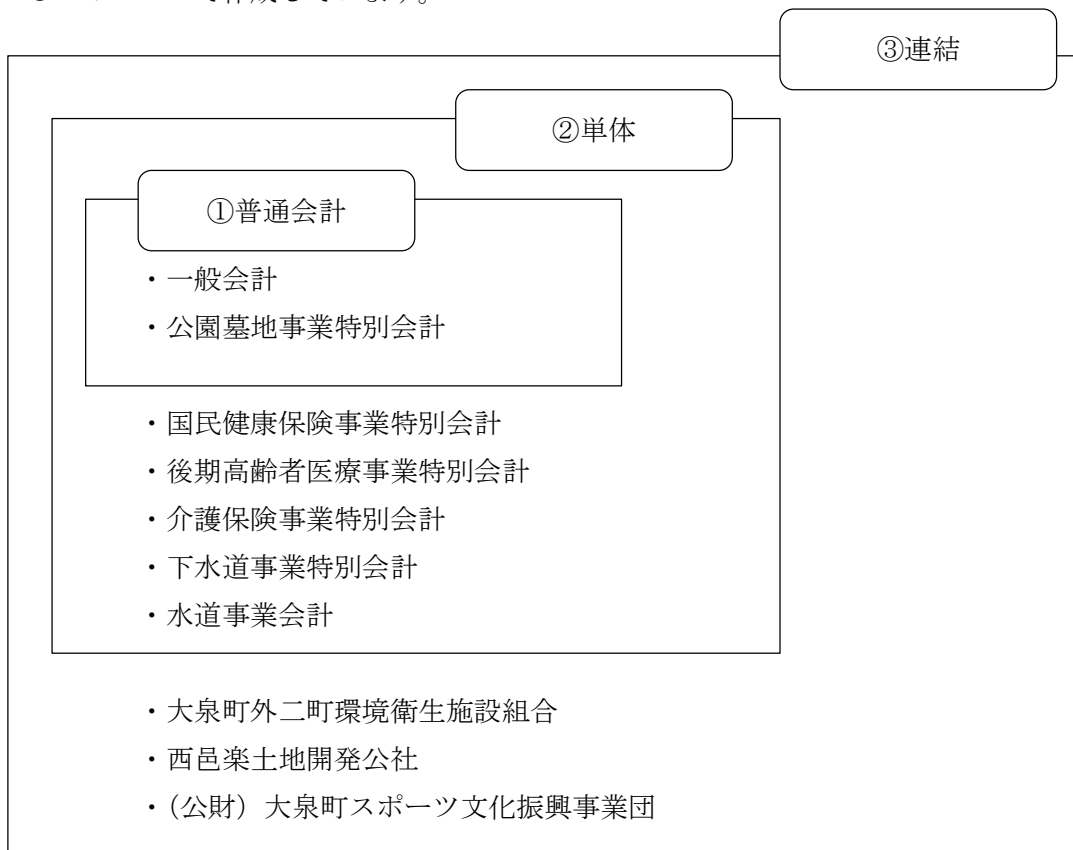 ③連結
②単体
①普通会計
・一般会計
・公園墓地事業特別会計
・国民健康保険事業特別会計
・後期高齢者医療事業特別会計
・介護保険事業特別会計
・下水道事業特別会計
・水道事業会計
・大泉町外二町環境衛生施設組合
・西邑楽土地開発公社
・（公財）大泉町スポーツ文化振興事業団